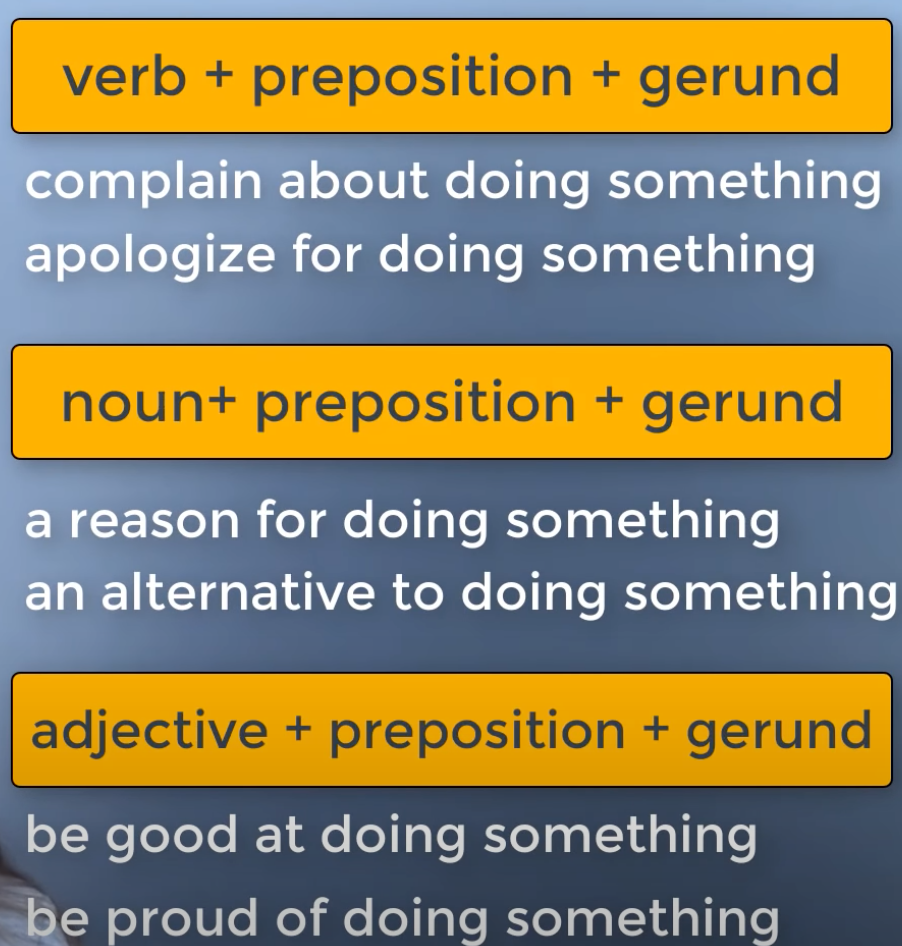 verb + preposition + gerund
complain about doing something
apologize for doing something
noun+ preposition + gerund
a reason for doing something
an alternative to doing something
adjective + preposition + gerund
be good at doing something
be proud of doing something